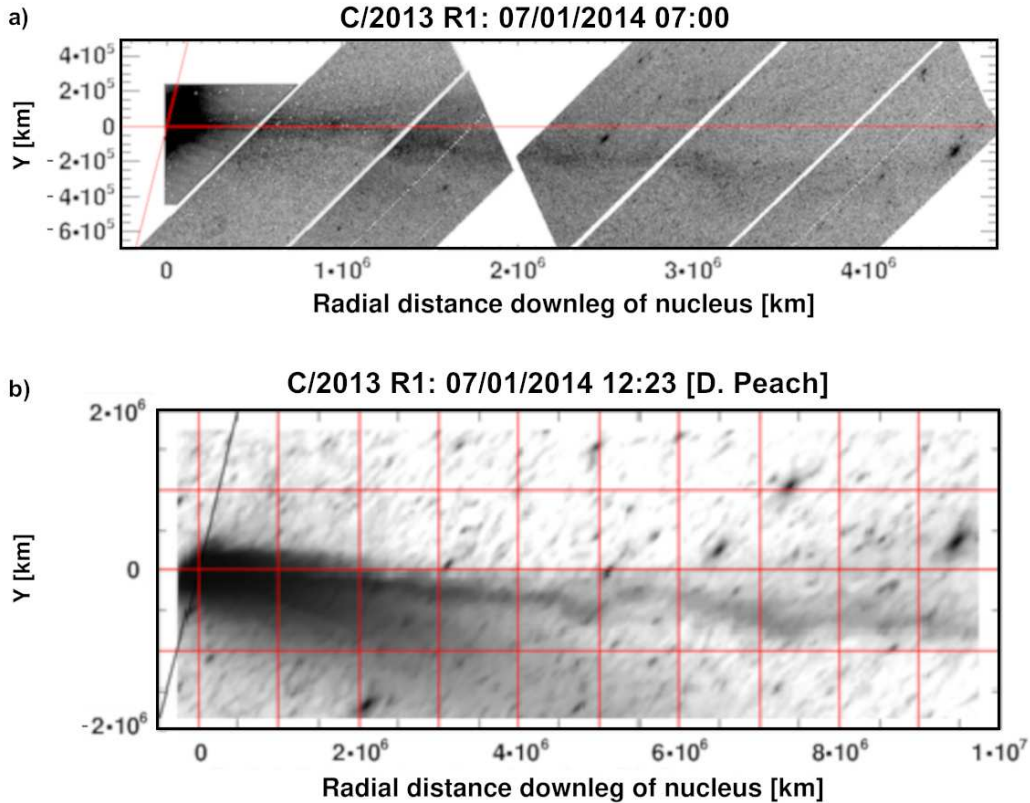 a)
C/2013 R1: 07/01/2014 07:00
4•10⁵
2•10⁵
0
-2•10⁵
-4•10⁵
-6•10⁵
Y [km]
0 1•10⁶ 2•10⁶ 3•10⁶ 4•10⁶
Radial distance downleg of nucleus [km]
b)
C/2013 R1: 07/01/2014 12:23 [D. Peach]
2•10⁶
0
-2•10⁶
Y [km]
0 2•10⁶ 4•10⁶ 6•10⁶ 8•10⁶ 1•10⁷
Radial distance downleg of nucleus [km]